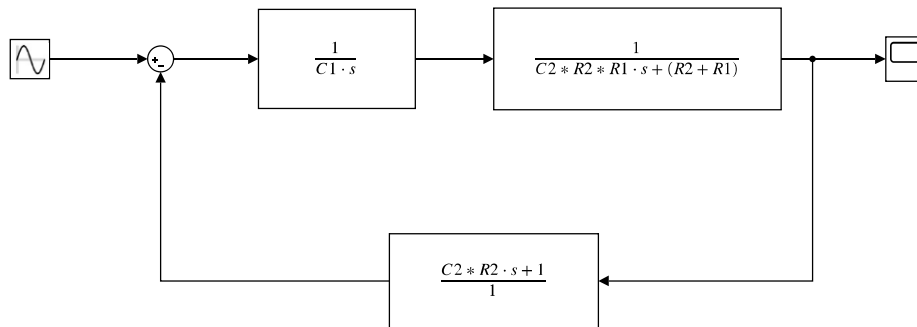 +
−
1
C1 · s
1
C2 * R2 * R1 · s + (R2 + R1)
C2 * R2 · s + 1
1